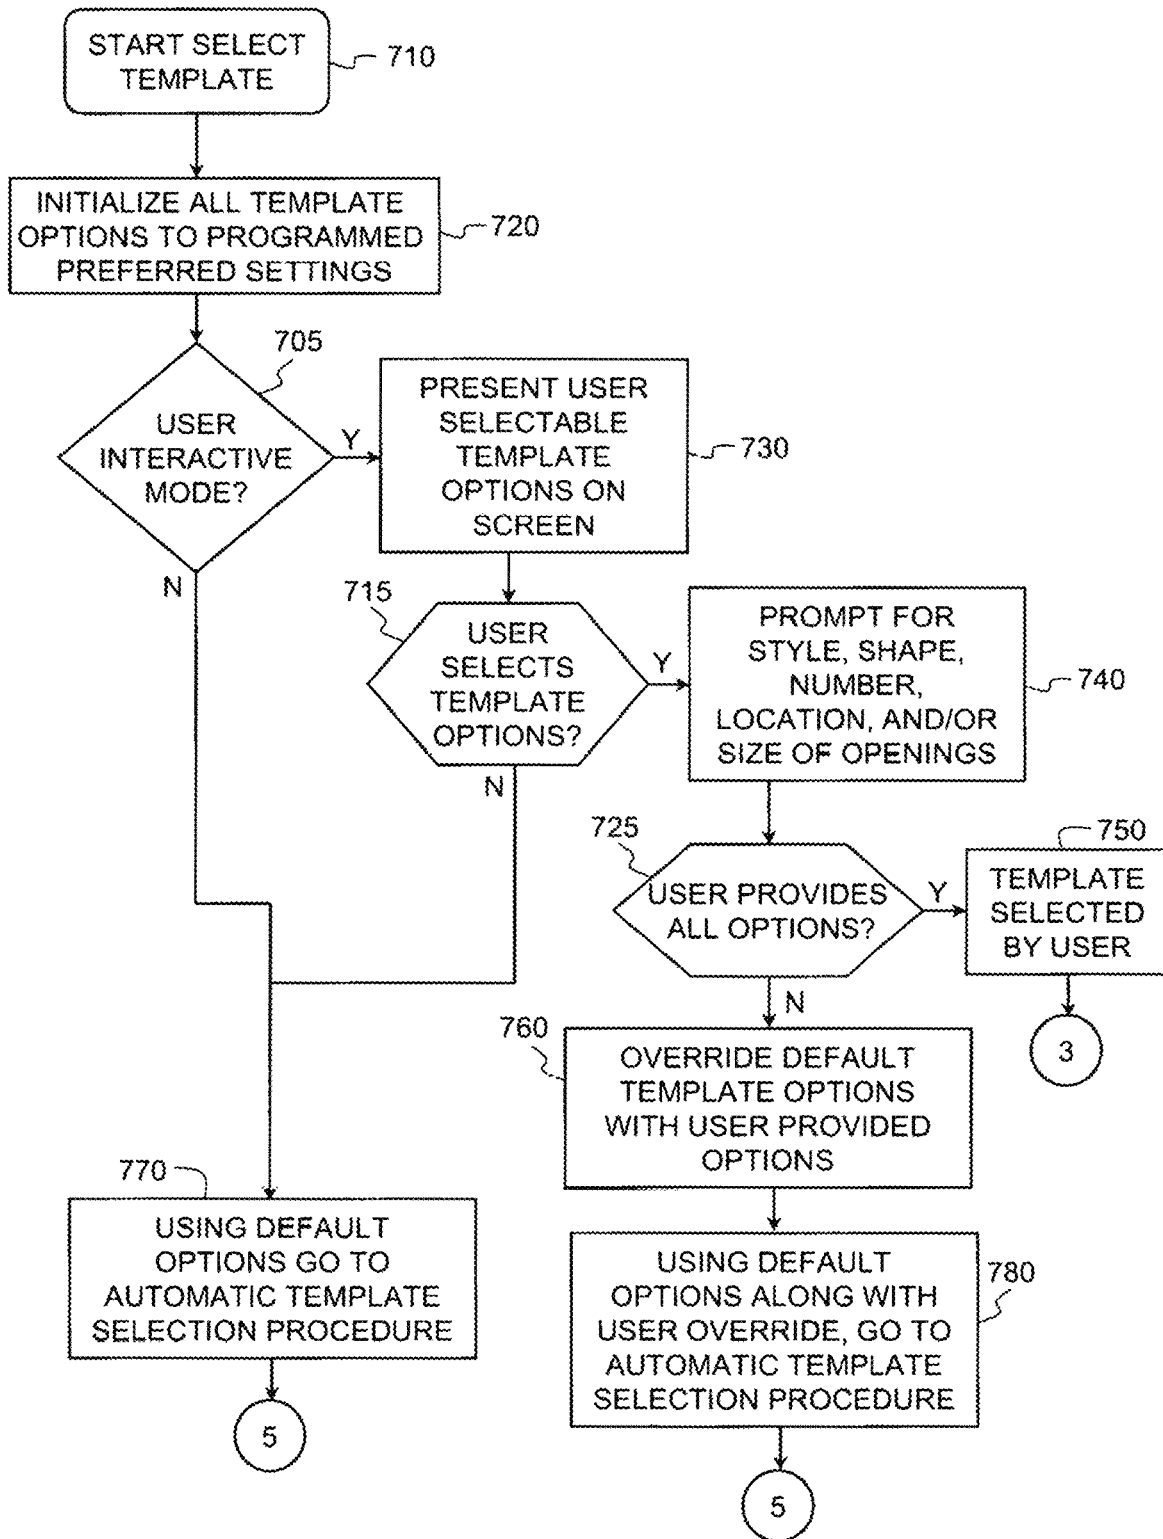 START SELECT
TEMPLATE
710
INITIALIZE ALL TEMPLATE
OPTIONS TO PROGRAMMED
PREFERRED SETTINGS
720
705
USER
INTERACTIVE
MODE?
Y
N
PRESENT USER
SELECTABLE
TEMPLATE
OPTIONS ON
SCREEN
730
715
USER
SELECTS
TEMPLATE
OPTIONS?
Y
N
PROMPT FOR
STYLE, SHAPE,
NUMBER,
LOCATION, AND/OR
SIZE OF OPENINGS
740
725
USER PROVIDES
ALL OPTIONS?
Y
N
750
TEMPLATE
SELECTED
BY USER
3
760
OVERRIDE DEFAULT
TEMPLATE OPTIONS
WITH USER PROVIDED
OPTIONS
770
USING DEFAULT
OPTIONS GO TO
AUTOMATIC TEMPLATE
SELECTION PROCEDURE
5
USING DEFAULT
OPTIONS ALONG WITH
USER OVERRIDE, GO TO
AUTOMATIC TEMPLATE
SELECTION PROCEDURE
780
5